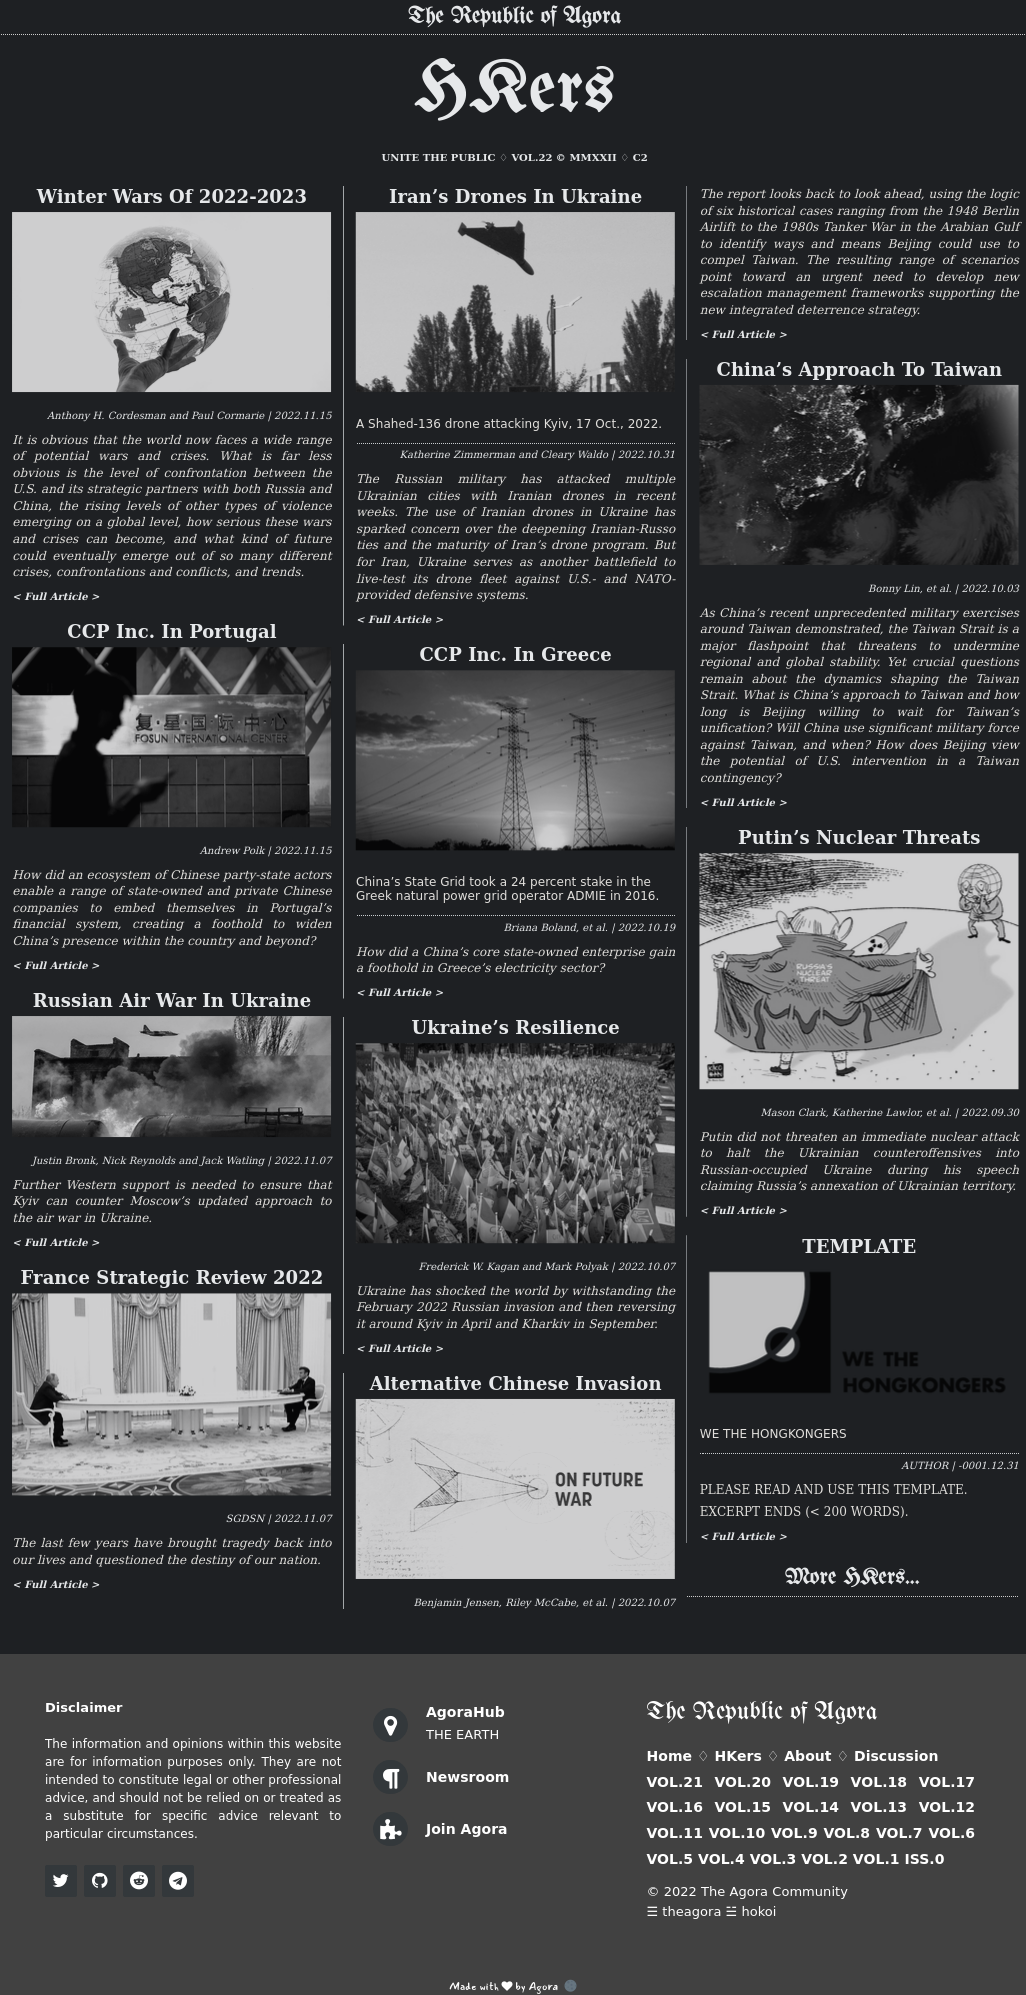 The Republic of Agora
HKers
UNITE THE PUBLIC ♢ VOL.22 © MMXXII ♢ C2
Winter Wars Of 2022-2023
Anthony H. Cordesman and Paul Cormarie | 2022.11.15
It is obvious that the world now faces a wide range
of potential wars and crises. What is far less
obvious is the level of confrontation between the
U.S. and its strategic partners with both Russia and
China, the rising levels of other types of violence
emerging on a global level, how serious these wars
and crises can become, and what kind of future
could eventually emerge out of so many different
crises, confrontations and conflicts, and trends.
< Full Article >
CCP Inc. In Portugal
复·星·国·际·中·心
FOSUN INTERNATIONAL CENTER
Andrew Polk | 2022.11.15
How did an ecosystem of Chinese party-state actors
enable a range of state-owned and private Chinese
companies to embed themselves in Portugal’s
financial system, creating a foothold to widen
China’s presence within the country and beyond?
< Full Article >
Russian Air War In Ukraine
Justin Bronk, Nick Reynolds and Jack Watling | 2022.11.07
Further Western support is needed to ensure that
Kyiv can counter Moscow’s updated approach to
the air war in Ukraine.
< Full Article >
France Strategic Review 2022
SGDSN | 2022.11.07
The last few years have brought tragedy back into
our lives and questioned the destiny of our nation.
< Full Article >
Iran’s Drones In Ukraine
A Shahed-136 drone attacking Kyiv, 17 Oct., 2022.
Katherine Zimmerman and Cleary Waldo | 2022.10.31
The Russian military has attacked multiple
Ukrainian cities with Iranian drones in recent
weeks. The use of Iranian drones in Ukraine has
sparked concern over the deepening Iranian-Russo
ties and the maturity of Iran’s drone program. But
for Iran, Ukraine serves as another battlefield to
live-test its drone fleet against U.S.- and NATO-
provided defensive systems.
< Full Article >
CCP Inc. In Greece
China’s State Grid took a 24 percent stake in the
Greek natural power grid operator ADMIE in 2016.
Briana Boland, et al. | 2022.10.19
How did a China’s core state-owned enterprise gain
a foothold in Greece’s electricity sector?
< Full Article >
Ukraine’s Resilience
Frederick W. Kagan and Mark Polyak | 2022.10.07
Ukraine has shocked the world by withstanding the
February 2022 Russian invasion and then reversing
it around Kyiv in April and Kharkiv in September.
< Full Article >
Alternative Chinese Invasion
ON FUTURE
WAR
Benjamin Jensen, Riley McCabe, et al. | 2022.10.07
The report looks back to look ahead, using the logic
of six historical cases ranging from the 1948 Berlin
Airlift to the 1980s Tanker War in the Arabian Gulf
to identify ways and means Beijing could use to
compel Taiwan. The resulting range of scenarios
point toward an urgent need to develop new
escalation management frameworks supporting the
new integrated deterrence strategy.
< Full Article >
China’s Approach To Taiwan
Bonny Lin, et al. | 2022.10.03
As China’s recent unprecedented military exercises
around Taiwan demonstrated, the Taiwan Strait is a
major flashpoint that threatens to undermine
regional and global stability. Yet crucial questions
remain about the dynamics shaping the Taiwan
Strait. What is China’s approach to Taiwan and how
long is Beijing willing to wait for Taiwan’s
unification? Will China use significant military force
against Taiwan, and when? How does Beijing view
the potential of U.S. intervention in a Taiwan
contingency?
< Full Article >
Putin’s Nuclear Threats
RUSSIA'S
NUCLEAR
THREAT
Mason Clark, Katherine Lawlor, et al. | 2022.09.30
Putin did not threaten an immediate nuclear attack
to halt the Ukrainian counteroffensives into
Russian-occupied Ukraine during his speech
claiming Russia’s annexation of Ukrainian territory.
< Full Article >
TEMPLATE
WE THE
HONGKONGERS
WE THE HONGKONGERS
AUTHOR | -0001.12.31
PLEASE READ AND USE THIS TEMPLATE.
EXCERPT ENDS (< 200 WORDS).
< Full Article >
More HKers...
Disclaimer
The information and opinions within this website
are for information purposes only. They are not
intended to constitute legal or other professional
advice, and should not be relied on or treated as
a substitute for specific advice relevant to
particular circumstances.
AgoraHub
THE EARTH
Newsroom
Join Agora
The Republic of Agora
Home ♢ HKers ♢ About ♢ Discussion
VOL.21 VOL.20 VOL.19 VOL.18 VOL.17
VOL.16 VOL.15 VOL.14 VOL.13 VOL.12
VOL.11 VOL.10 VOL.9 VOL.8 VOL.7 VOL.6
VOL.5 VOL.4 VOL.3 VOL.2 VOL.1 ISS.0
© 2022 The Agora Community
☰ theagora ☱ hokoi
Made with ♥ by Agora